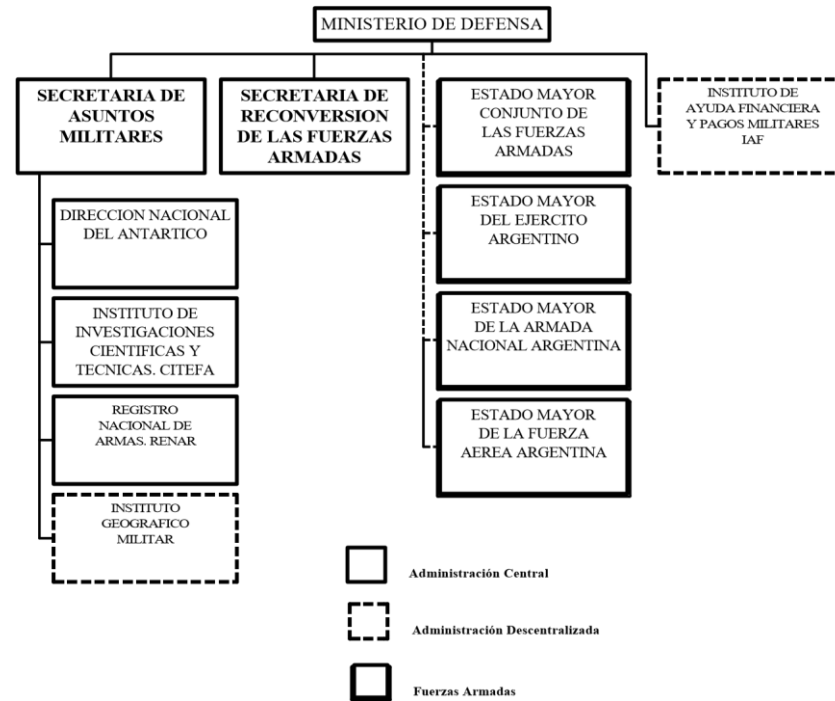 MINISTERIO DE DEFENSA
SECRETARIA DE
ASUNTOS
MILITARES
SECRETARIA DE
RECONVERSION
DE LAS FUERZAS
ARMADAS
ESTADO MAYOR
CONJUNTO DE
LAS FUERZAS
ARMADAS
INSTITUTO DE
AYUDA FINANCIERA
Y PAGOS MILITARES
IAF
DIRECCION NACIONAL
DEL ANTARTICO
INSTITUTO DE
INVESTIGACIONES
CIENTIFICAS Y
TECNICAS. CITEFA
REGISTRO
NACIONAL DE
ARMAS. RENAR
INSTITUTO
GEOGRAFICO
MILITAR
ESTADO MAYOR
DEL EJERCITO
ARGENTINO
ESTADO MAYOR
DE LA ARMADA
NACIONAL ARGENTINA
ESTADO MAYOR
DE LA FUERZA
AEREA ARGENTINA
Administración Central
Administración Descentralizada
Fuerzas Armadas